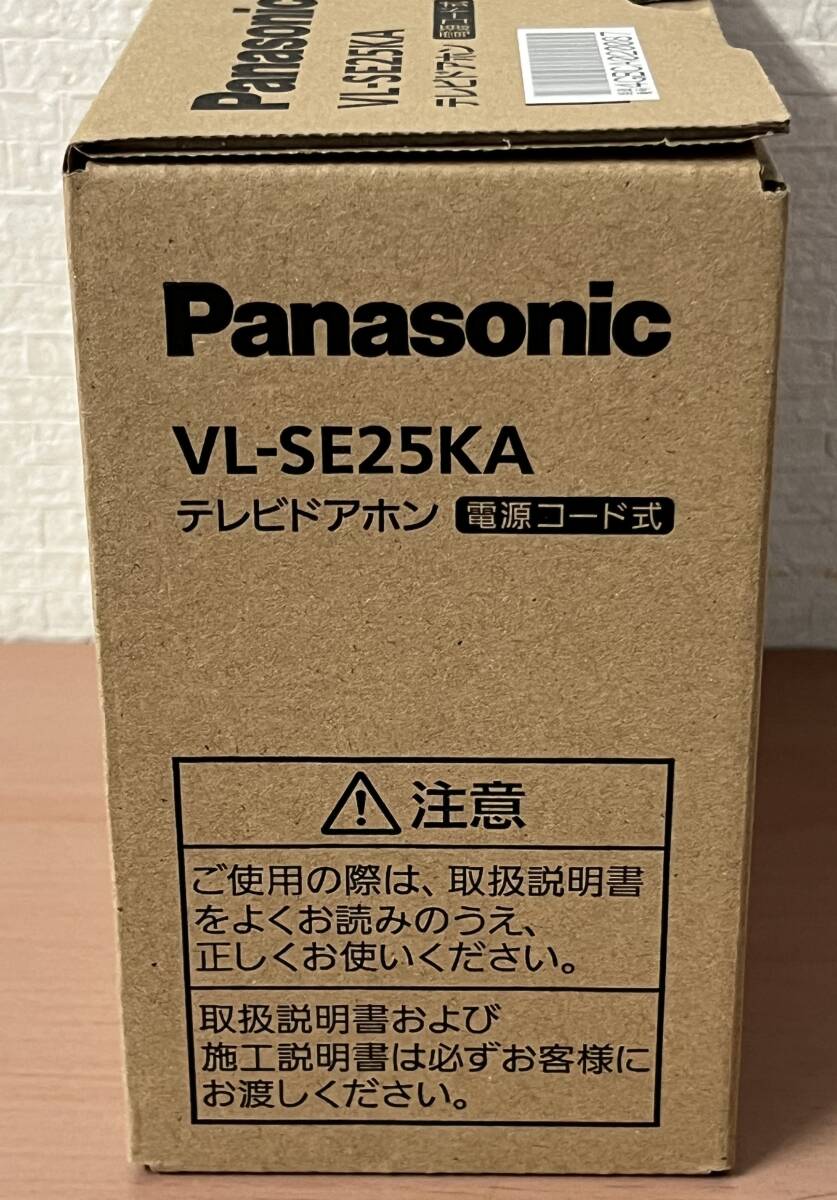 Panasonic
VL-SE25KA
テレビドアホン
Panasonic
VL-SE25KA
テレビドアホン 電源コード式
注意
ご使用の際は、取扱説明書
をよくお読みのうえ、
正しくお使いください。
取扱説明書および
施工説明書は必ずお客様に
お渡しください。